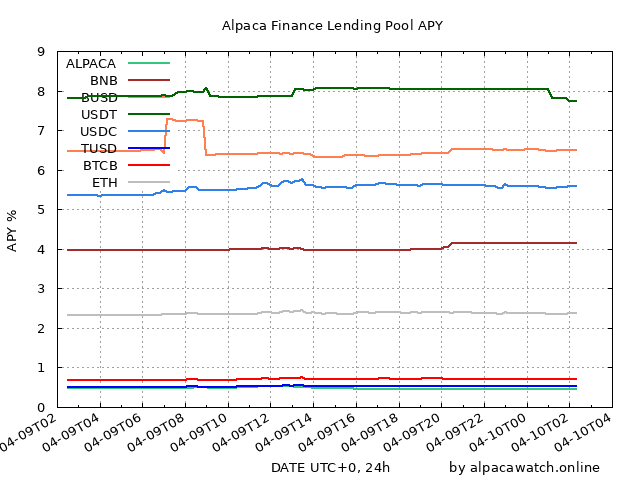 Alpaca Finance Lending Pool APY
9
8
7
6
5
4
3
2
1
0
APY %
ALPACA
BNB
BUSD
USDT
USDC
TUSD
BTCB
ETH
04-09T02
04-09T04
04-09T06
04-09T08
04-09T10
04-09T12
04-09T14
04-09T16
04-09T18
04-09T20
04-09T22
04-10T00
04-10T02
04-10T04
DATE UTC+0, 24h
by alpacawatch.online